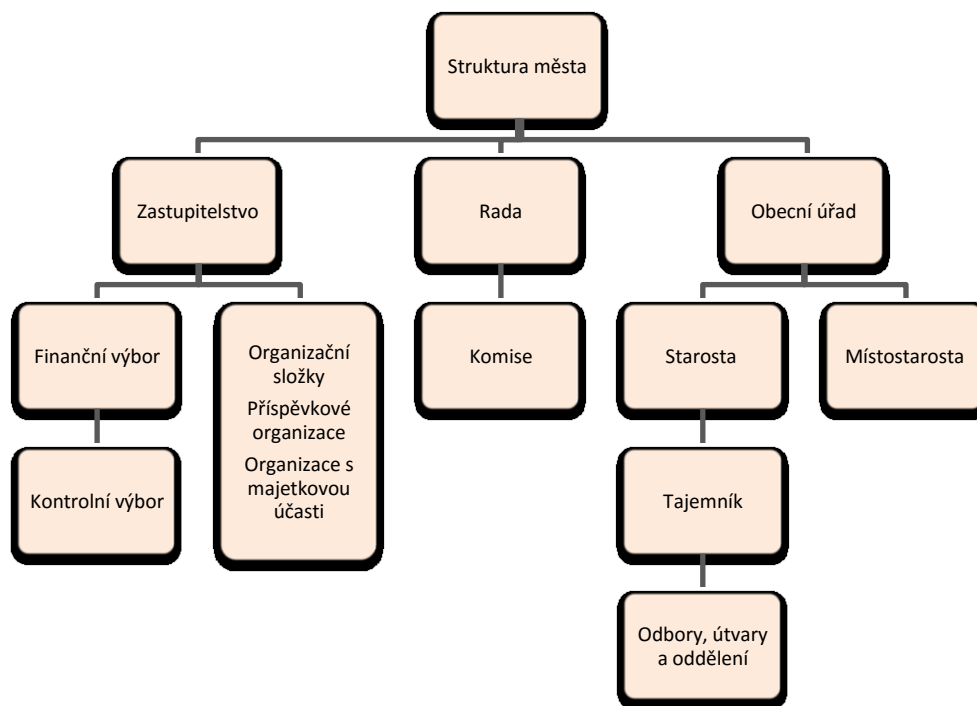 Struktura města
Zastupitelstvo
Rada
Obecní úřad
Finanční výbor
Organizační
složky
Příspěvkové
organizace
Organizace s
majetkovou
účasti
Komise
Starosta
Místostarosta
Kontrolní výbor
Tajemník
Odbory, útvary
a oddělení